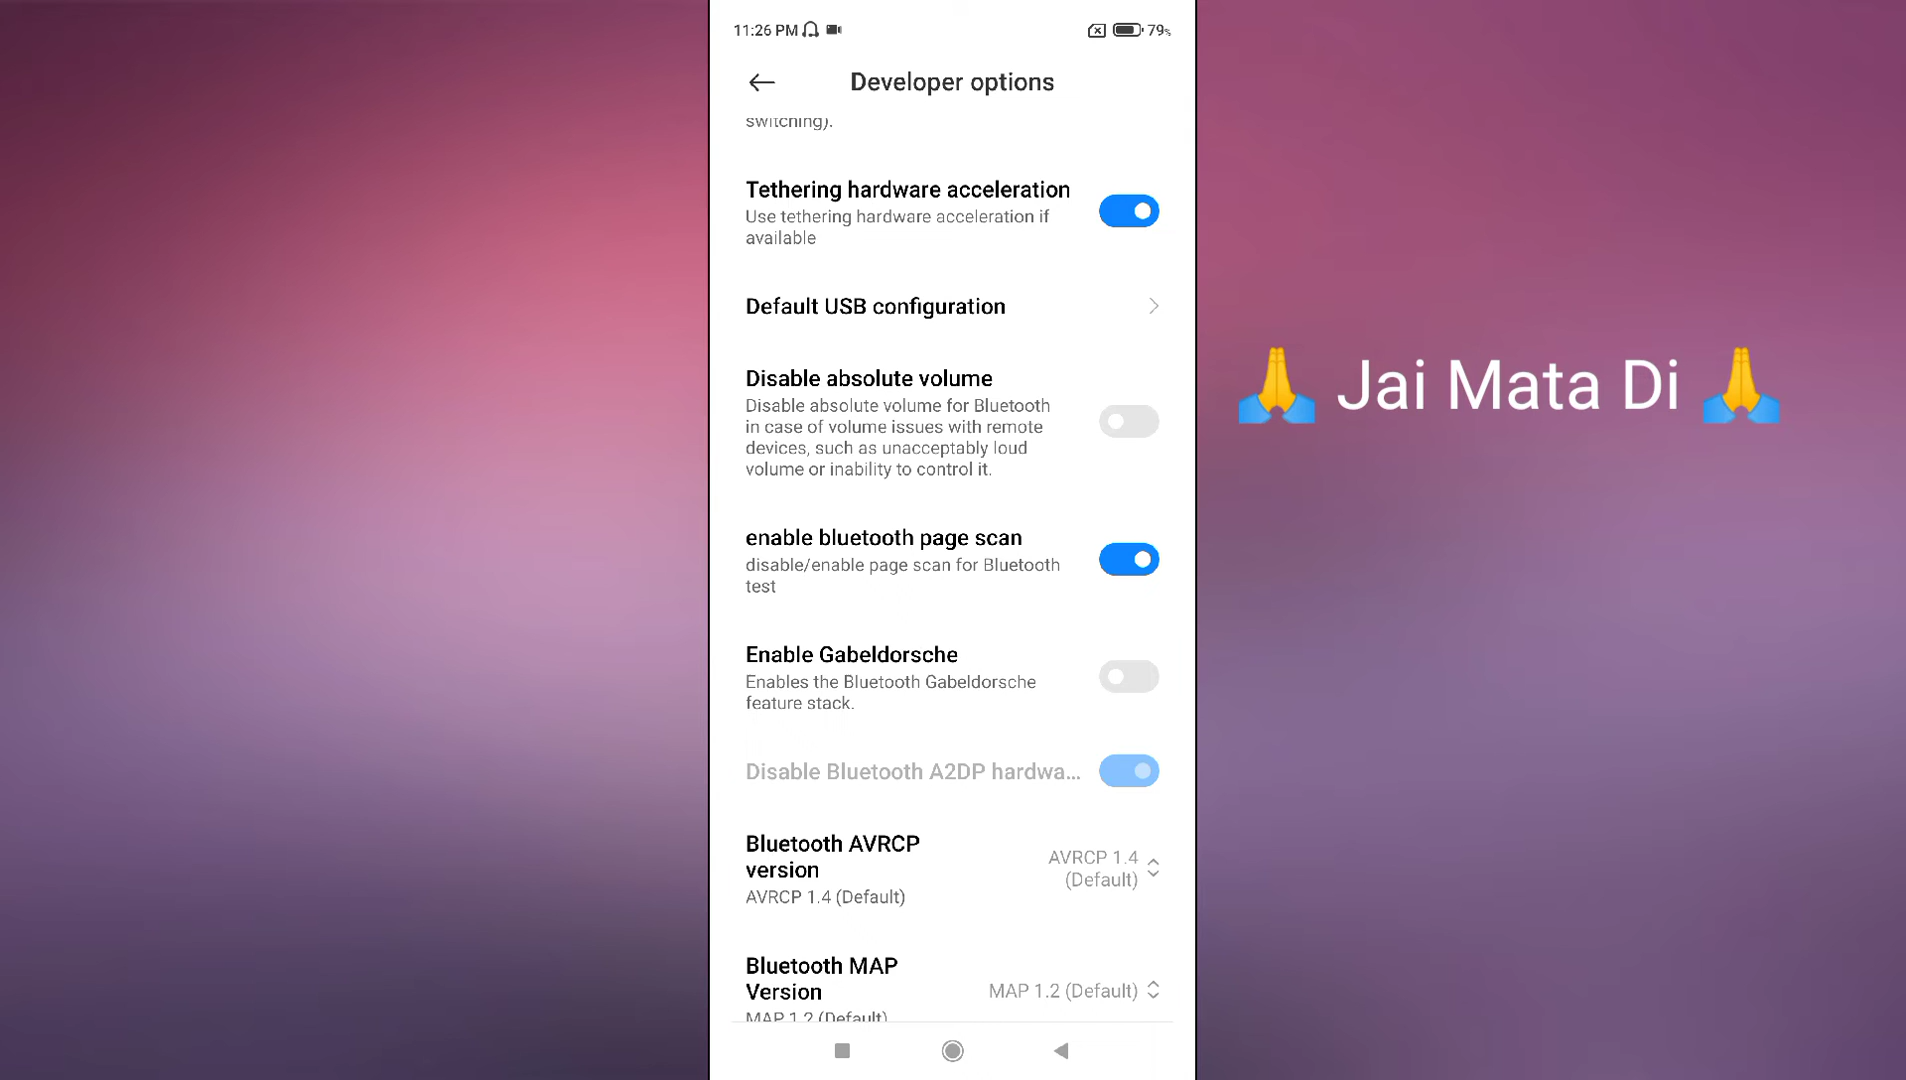 11:26 PM
79%
Developer options
switching).
Tethering hardware acceleration
Use tethering hardware acceleration if
available
Default USB configuration
Disable absolute volume
Disable absolute volume for Bluetooth
in case of volume issues with remote
devices, such as unacceptably loud
volume or inability to control it.
enable bluetooth page scan
disable/enable page scan for Bluetooth
test
Enable Gabeldorsche
Enables the Bluetooth Gabeldorsche
feature stack.
Disable Bluetooth A2DP hardwa...
Bluetooth AVRCP
version
AVRCP 1.4 (Default)
AVRCP 1.4
(Default)
Bluetooth MAP
Version
MAP 1.2 (Default)
MAP 1.2 (Default)
🙏 Jai Mata Di 🙏